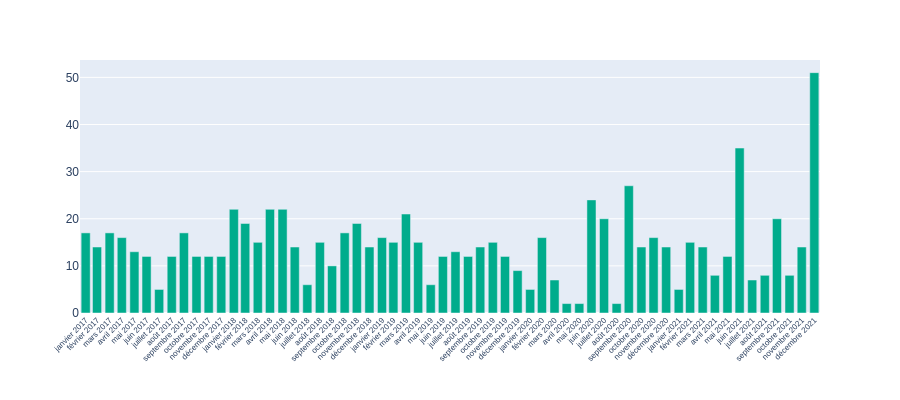 50
40
30
20
10
0
janvier 2017
février 2017
mars 2017
avril 2017
mai 2017
juin 2017
juillet 2017
août 2017
septembre 2017
octobre 2017
novembre 2017
décembre 2017
janvier 2018
février 2018
mars 2018
avril 2018
mai 2018
juin 2018
juillet 2018
août 2018
septembre 2018
octobre 2018
novembre 2018
décembre 2018
janvier 2019
février 2019
mars 2019
avril 2019
mai 2019
juin 2019
juillet 2019
août 2019
septembre 2019
octobre 2019
novembre 2019
décembre 2019
janvier 2020
février 2020
mars 2020
avril 2020
mai 2020
juin 2020
juillet 2020
août 2020
septembre 2020
octobre 2020
novembre 2020
décembre 2020
janvier 2021
février 2021
mars 2021
avril 2021
mai 2021
juin 2021
juillet 2021
août 2021
septembre 2021
octobre 2021
novembre 2021
décembre 2021